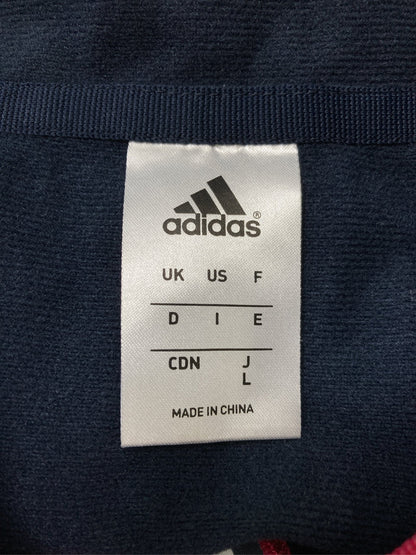 adidas®
UK US F
D I E
CDN J
L
MADE IN CHINA